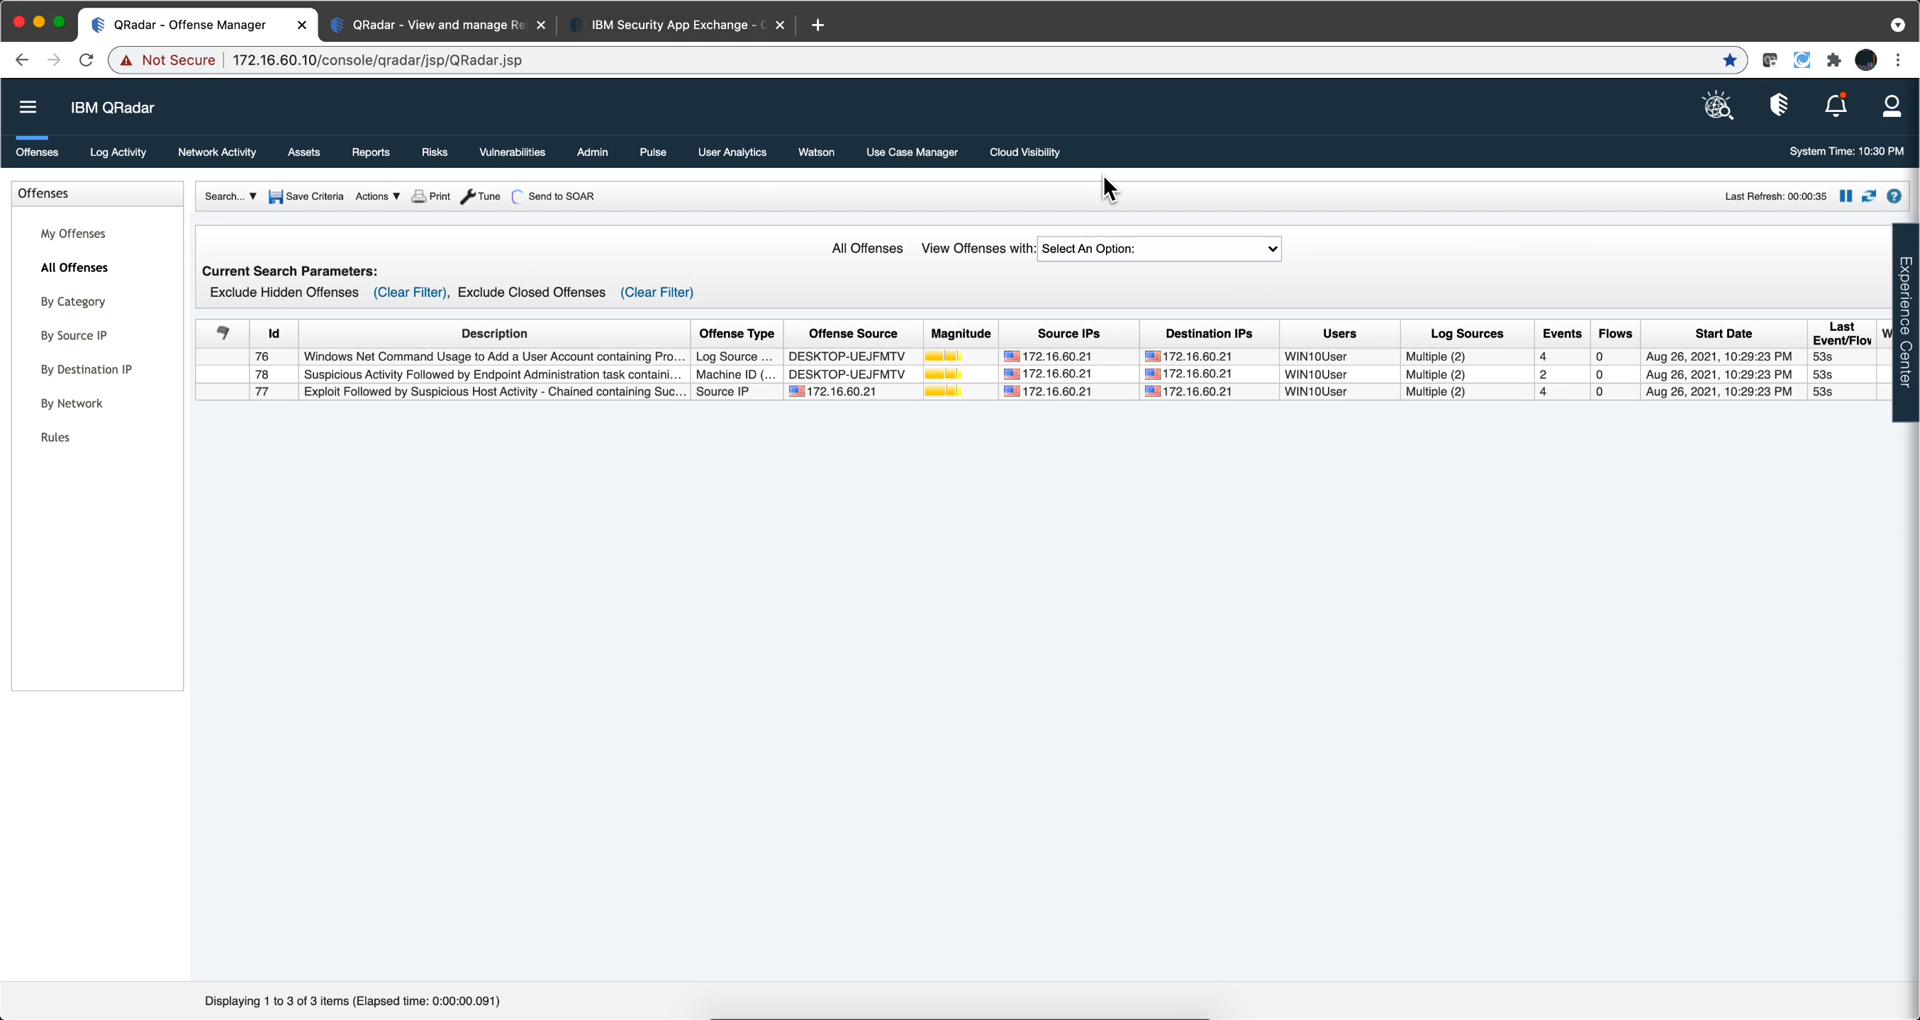 QRadar - Offense Manager
QRadar - View and manage Re
IBM Security App Exchange -
Not Secure 172.16.60.10/console/qradar/jsp/QRadar.jsp
IBM QRadar
Offenses Log Activity Network Activity Assets Reports Risks Vulnerabilities Admin Pulse User Analytics Watson Use Case Manager Cloud Visibility System Time: 10:30 PM
Offenses
My Offenses
All Offenses
By Category
By Source IP
By Destination IP
By Network
Rules
Search... ▼ Save Criteria Actions ▼ Print Tune Send to SOAR Last Refresh: 00:00:35
All Offenses View Offenses with: Select An Option:
Current Search Parameters:
Exclude Hidden Offenses (Clear Filter), Exclude Closed Offenses (Clear Filter)
Id Description Offense Type Offense Source Magnitude Source IPs Destination IPs Users Log Sources Events Flows Start Date Last Event/Flow W
76 Windows Net Command Usage to Add a User Account containing Pro... Log Source ... DESKTOP-UEJFMTV 172.16.60.21 172.16.60.21 WIN10User Multiple (2) 4 0 Aug 26, 2021, 10:29:23 PM 53s
78 Suspicious Activity Followed by Endpoint Administration task containi... Machine ID (... DESKTOP-UEJFMTV 172.16.60.21 172.16.60.21 WIN10User Multiple (2) 2 0 Aug 26, 2021, 10:29:23 PM 53s
77 Exploit Followed by Suspicious Host Activity - Chained containing Suc... Source IP 172.16.60.21 172.16.60.21 172.16.60.21 WIN10User Multiple (2) 4 0 Aug 26, 2021, 10:29:23 PM 53s
Experience Center
Displaying 1 to 3 of 3 items (Elapsed time: 0:00:00.091)